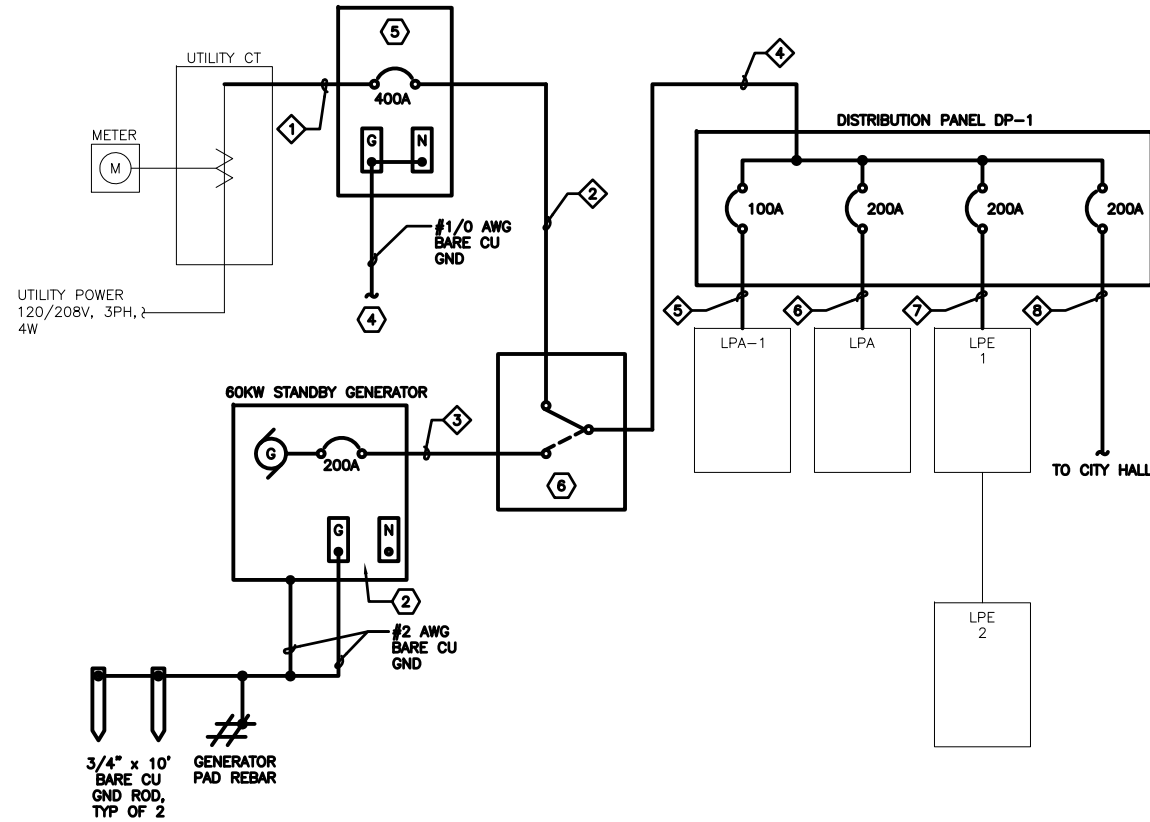 UTILITY CT
METER
M
1
5
400A
G N
#1/0 AWG
BARE CU
GND
4
UTILITY POWER
120/208V, 3PH,
4W
2
4
DISTRIBUTION PANEL DP-1
100A
200A
200A
200A
5
6
7
8
LPA-1
LPA
LPE
1
TO CITY HALL
LPE
2
60KW STANDBY GENERATOR
G
200A
3
6
G N
2
#2 AWG
BARE CU
GND
3/4" x 10'
BARE CU
GND ROD,
TYP OF 2
GENERATOR
PAD REBAR